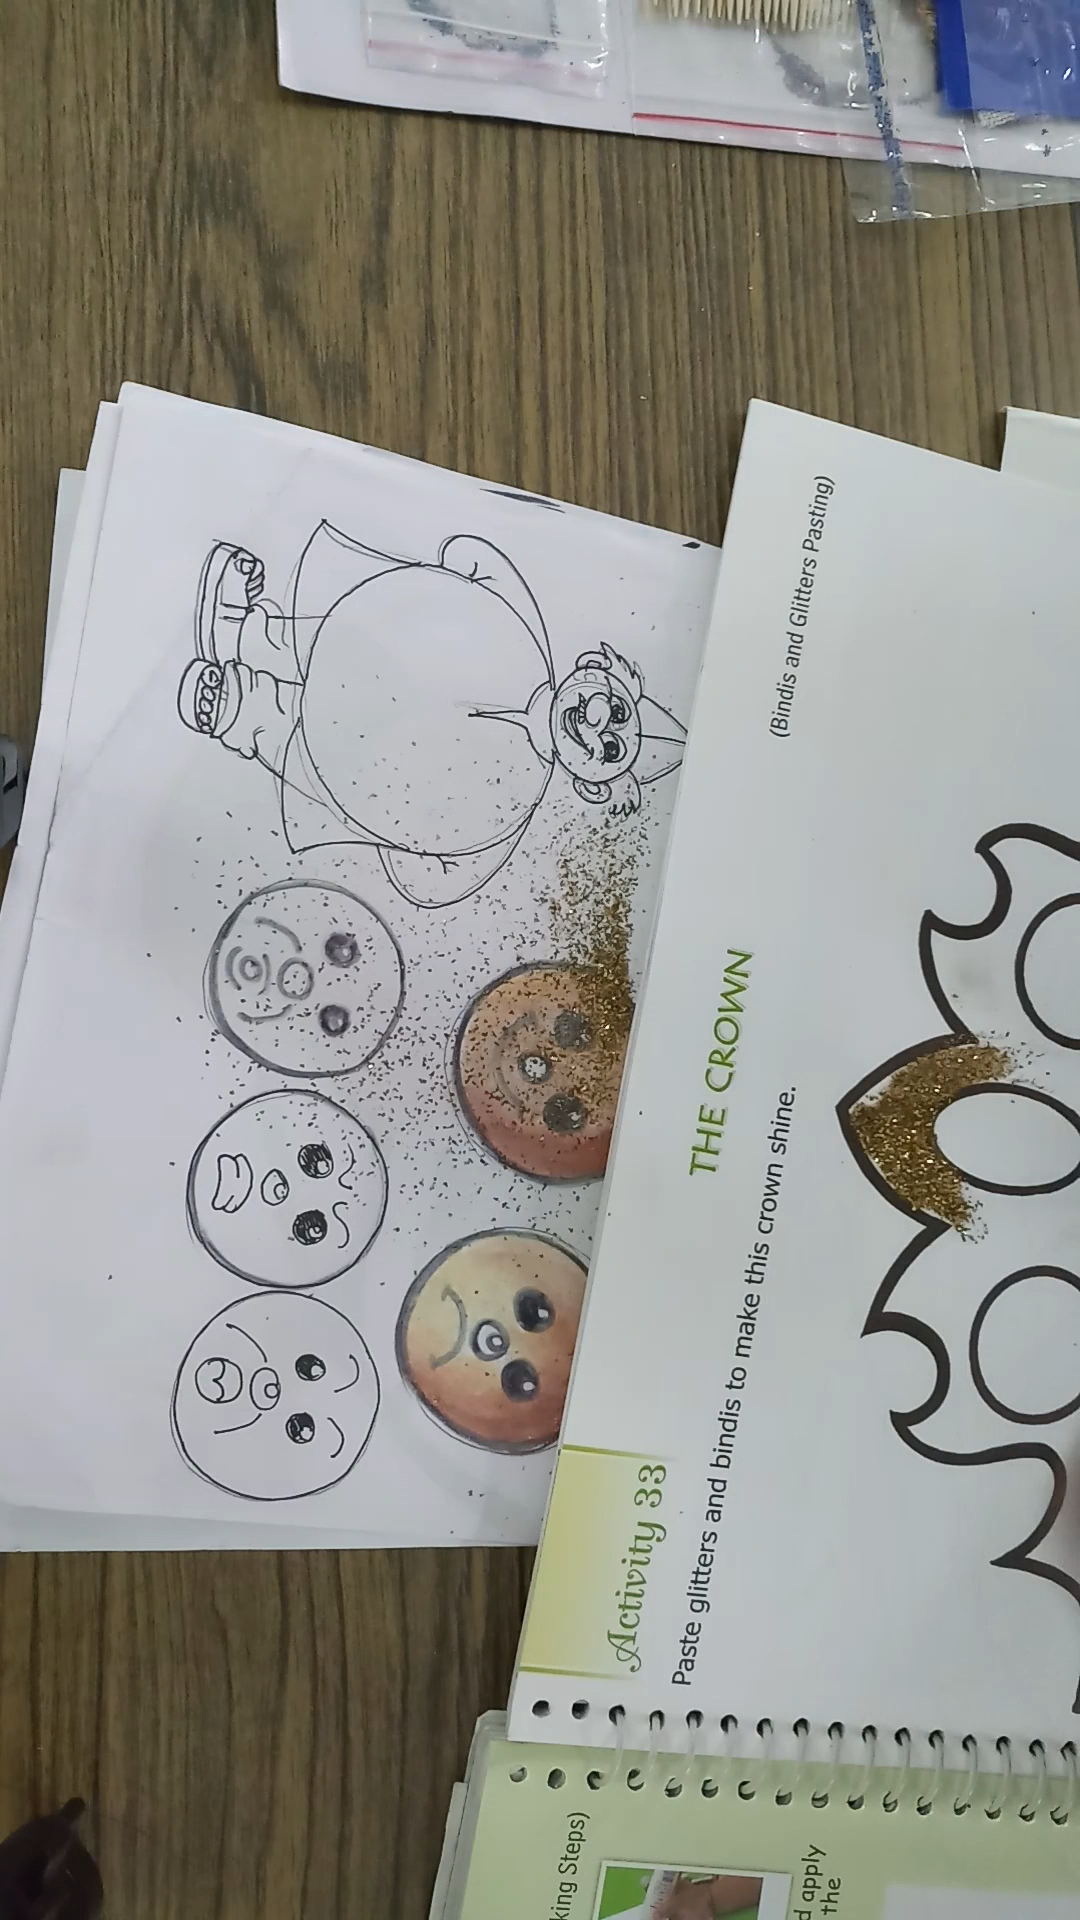 Activity 33
THE CROWN
(Bindis and Glitters Pasting)
Paste glitters and bindis to make this crown shine.
king Steps)
d apply
the